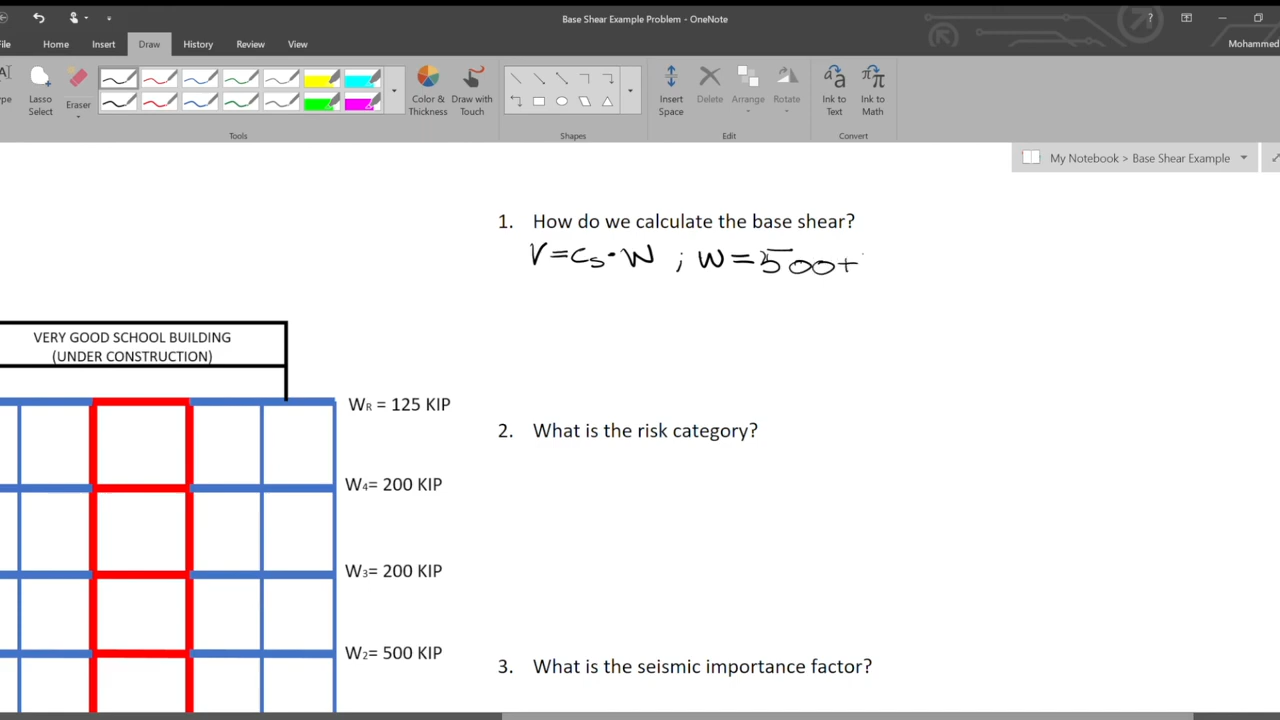 Base Shear Example Problem - OneNote
?
File
Home
Insert
Draw
History
Review
View
Mohammed
Lasso Select
Eraser
Color & Thickness
Draw with Touch
Insert Space
Delete
Arrange
Rotate
Ink to Text
Ink to Math
Tools
Shapes
Edit
Convert
My Notebook > Base Shear Example
1. How do we calculate the base shear?
V=Cs·W ; W=500+
VERY GOOD SCHOOL BUILDING
(UNDER CONSTRUCTION)
WR = 125 KIP
2. What is the risk category?
W4= 200 KIP
W3= 200 KIP
W2= 500 KIP
3. What is the seismic importance factor?